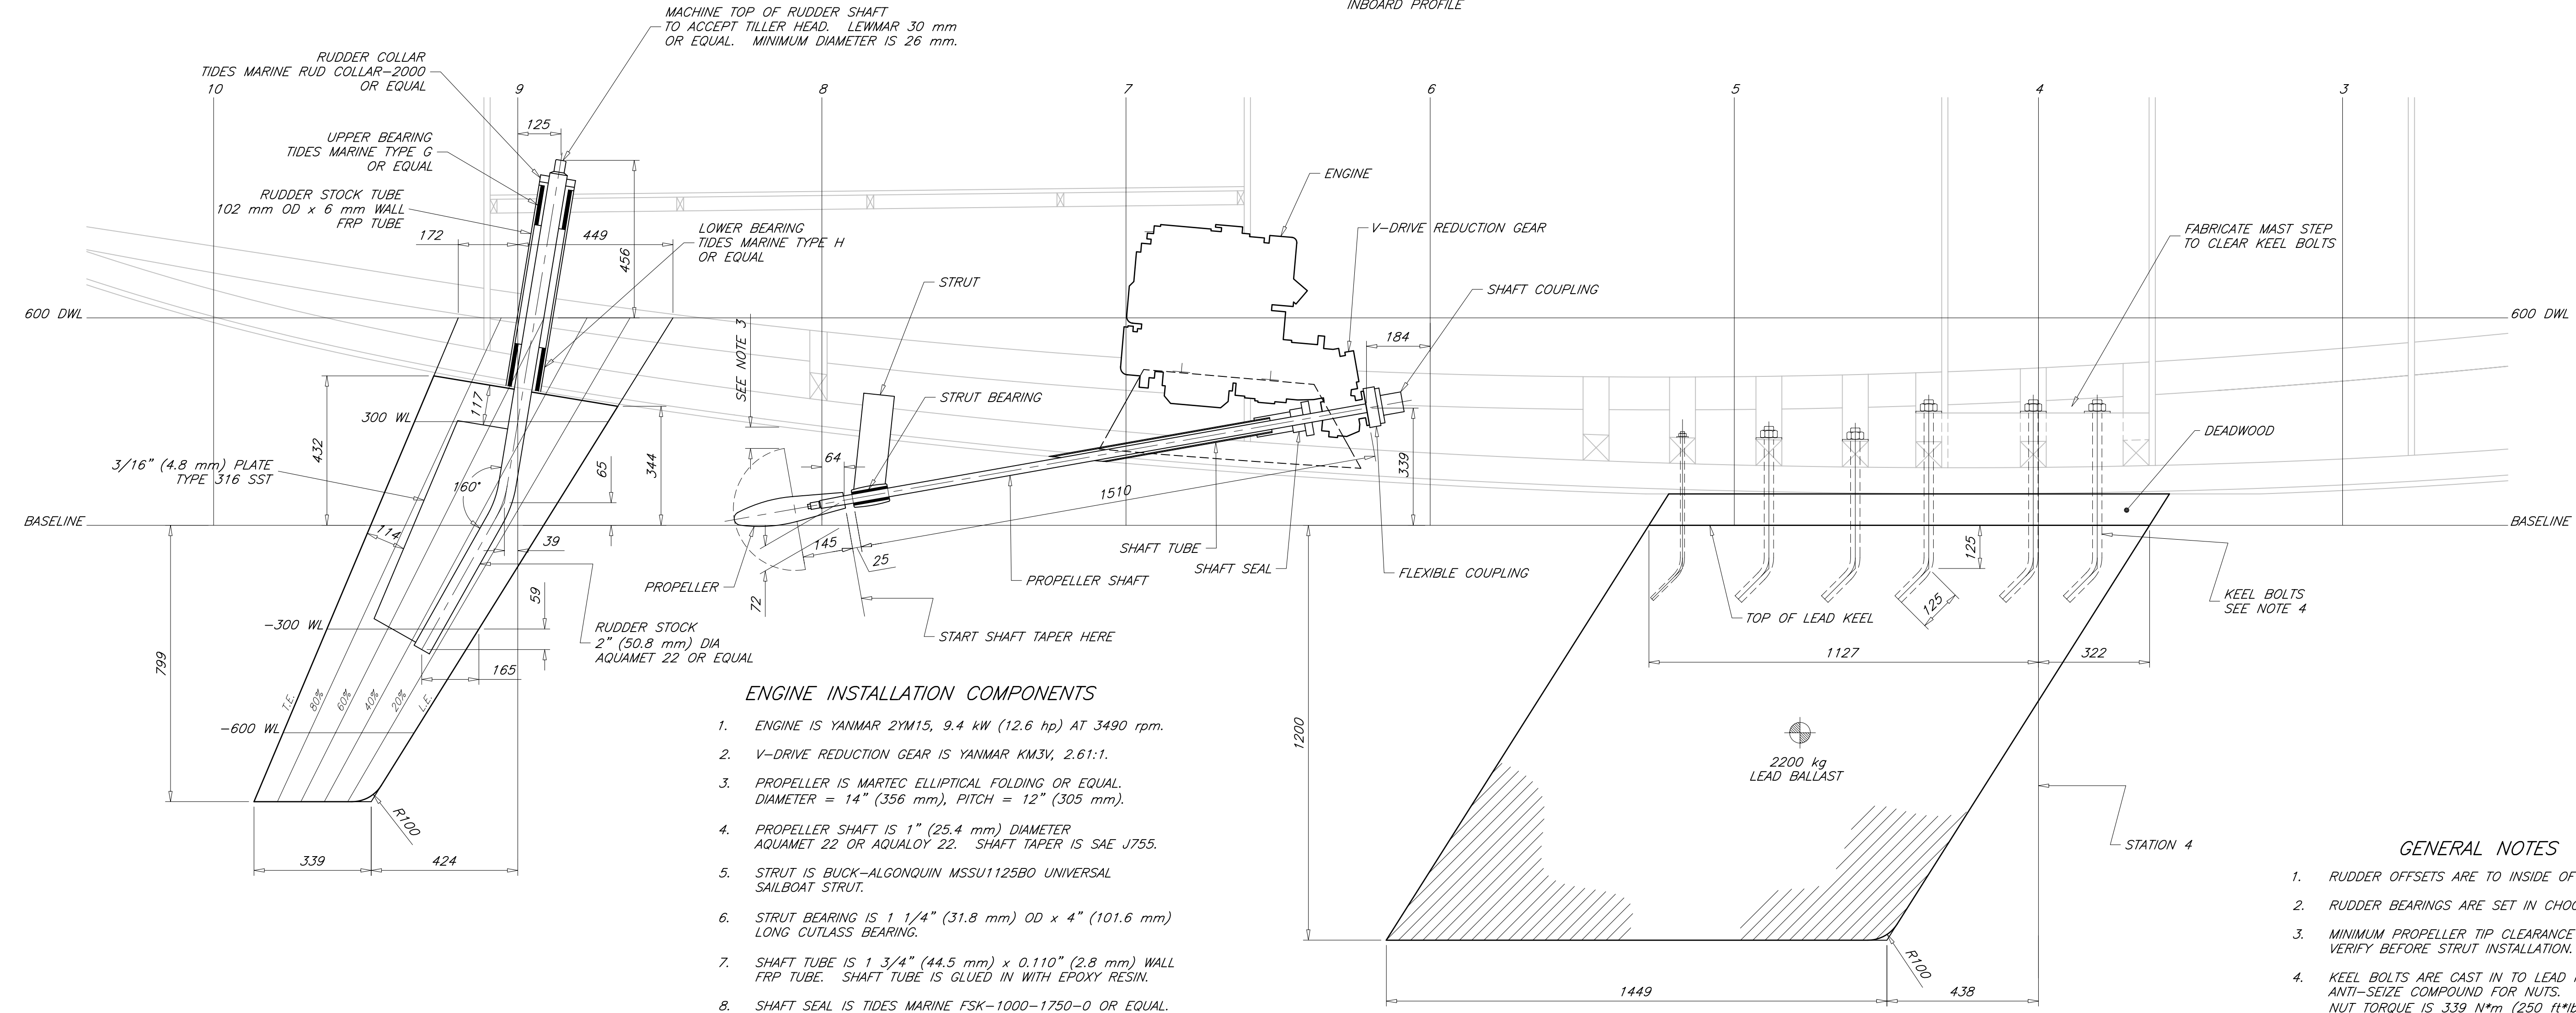 INBOARD PROFILE
MACHINE TOP OF RUDDER SHAFT
TO ACCEPT TILLER HEAD. LEWMAR 30 mm
OR EQUAL. MINIMUM DIAMETER IS 26 mm.
RUDDER COLLAR
TIDES MARINE RUD COLLAR-2000
OR EQUAL
10
9
8
7
6
5
4
3
125
UPPER BEARING
TIDES MARINE TYPE G
OR EQUAL
RUDDER STOCK TUBE
102 mm OD x 6 mm WALL
FRP TUBE
172
449
456
LOWER BEARING
TIDES MARINE TYPE H
OR EQUAL
ENGINE
V-DRIVE REDUCTION GEAR
FABRICATE MAST STEP
TO CLEAR KEEL BOLTS
STRUT
SHAFT COUPLING
600 DWL
600 DWL
SEE NOTE 3
184
STRUT BEARING
117
300 WL
432
344
65
64
339
DEADWOOD
3/16" (4.8 mm) PLATE
TYPE 316 SST
160°
1510
BASELINE
BASELINE
114
39
145
25
SHAFT TUBE
SHAFT SEAL
FLEXIBLE COUPLING
PROPELLER
PROPELLER SHAFT
72
125
125
KEEL BOLTS
SEE NOTE 4
59
-300 WL
TOP OF LEAD KEEL
RUDDER STOCK
2" (50.8 mm) DIA
AQUAMET 22 OR EQUAL
START SHAFT TAPER HERE
799
165
1127
322
T.E.
80%
60%
40%
20%
L.E.
-600 WL
1200
2200 kg
LEAD BALLAST
R100
339
424
STATION 4
R100
1449
438
ENGINE INSTALLATION COMPONENTS
1. ENGINE IS YANMAR 2YM15, 9.4 kW (12.6 hp) AT 3490 rpm.
2. V-DRIVE REDUCTION GEAR IS YANMAR KM3V, 2.61:1.
3. PROPELLER IS MARTEC ELLIPTICAL FOLDING OR EQUAL.
DIAMETER = 14" (356 mm), PITCH = 12" (305 mm).
4. PROPELLER SHAFT IS 1" (25.4 mm) DIAMETER
AQUAMET 22 OR AQUALOY 22. SHAFT TAPER IS SAE J755.
5. STRUT IS BUCK-ALGONQUIN MSSU1125BO UNIVERSAL
SAILBOAT STRUT.
6. STRUT BEARING IS 1 1/4" (31.8 mm) OD x 4" (101.6 mm)
LONG CUTLASS BEARING.
7. SHAFT TUBE IS 1 3/4" (44.5 mm) x 0.110" (2.8 mm) WALL
FRP TUBE. SHAFT TUBE IS GLUED IN WITH EPOXY RESIN.
8. SHAFT SEAL IS TIDES MARINE FSK-1000-1750-0 OR EQUAL.
GENERAL NOTES
1. RUDDER OFFSETS ARE TO INSIDE OF
2. RUDDER BEARINGS ARE SET IN
3. MINIMUM PROPELLER TIP CLEARANCE
VERIFY BEFORE STRUT INSTALLATION.
4. KEEL BOLTS ARE CAST IN TO LEAD
ANTI-SEIZE COMPOUND FOR NUTS.
NUT TORQUE IS 339 N*m (250